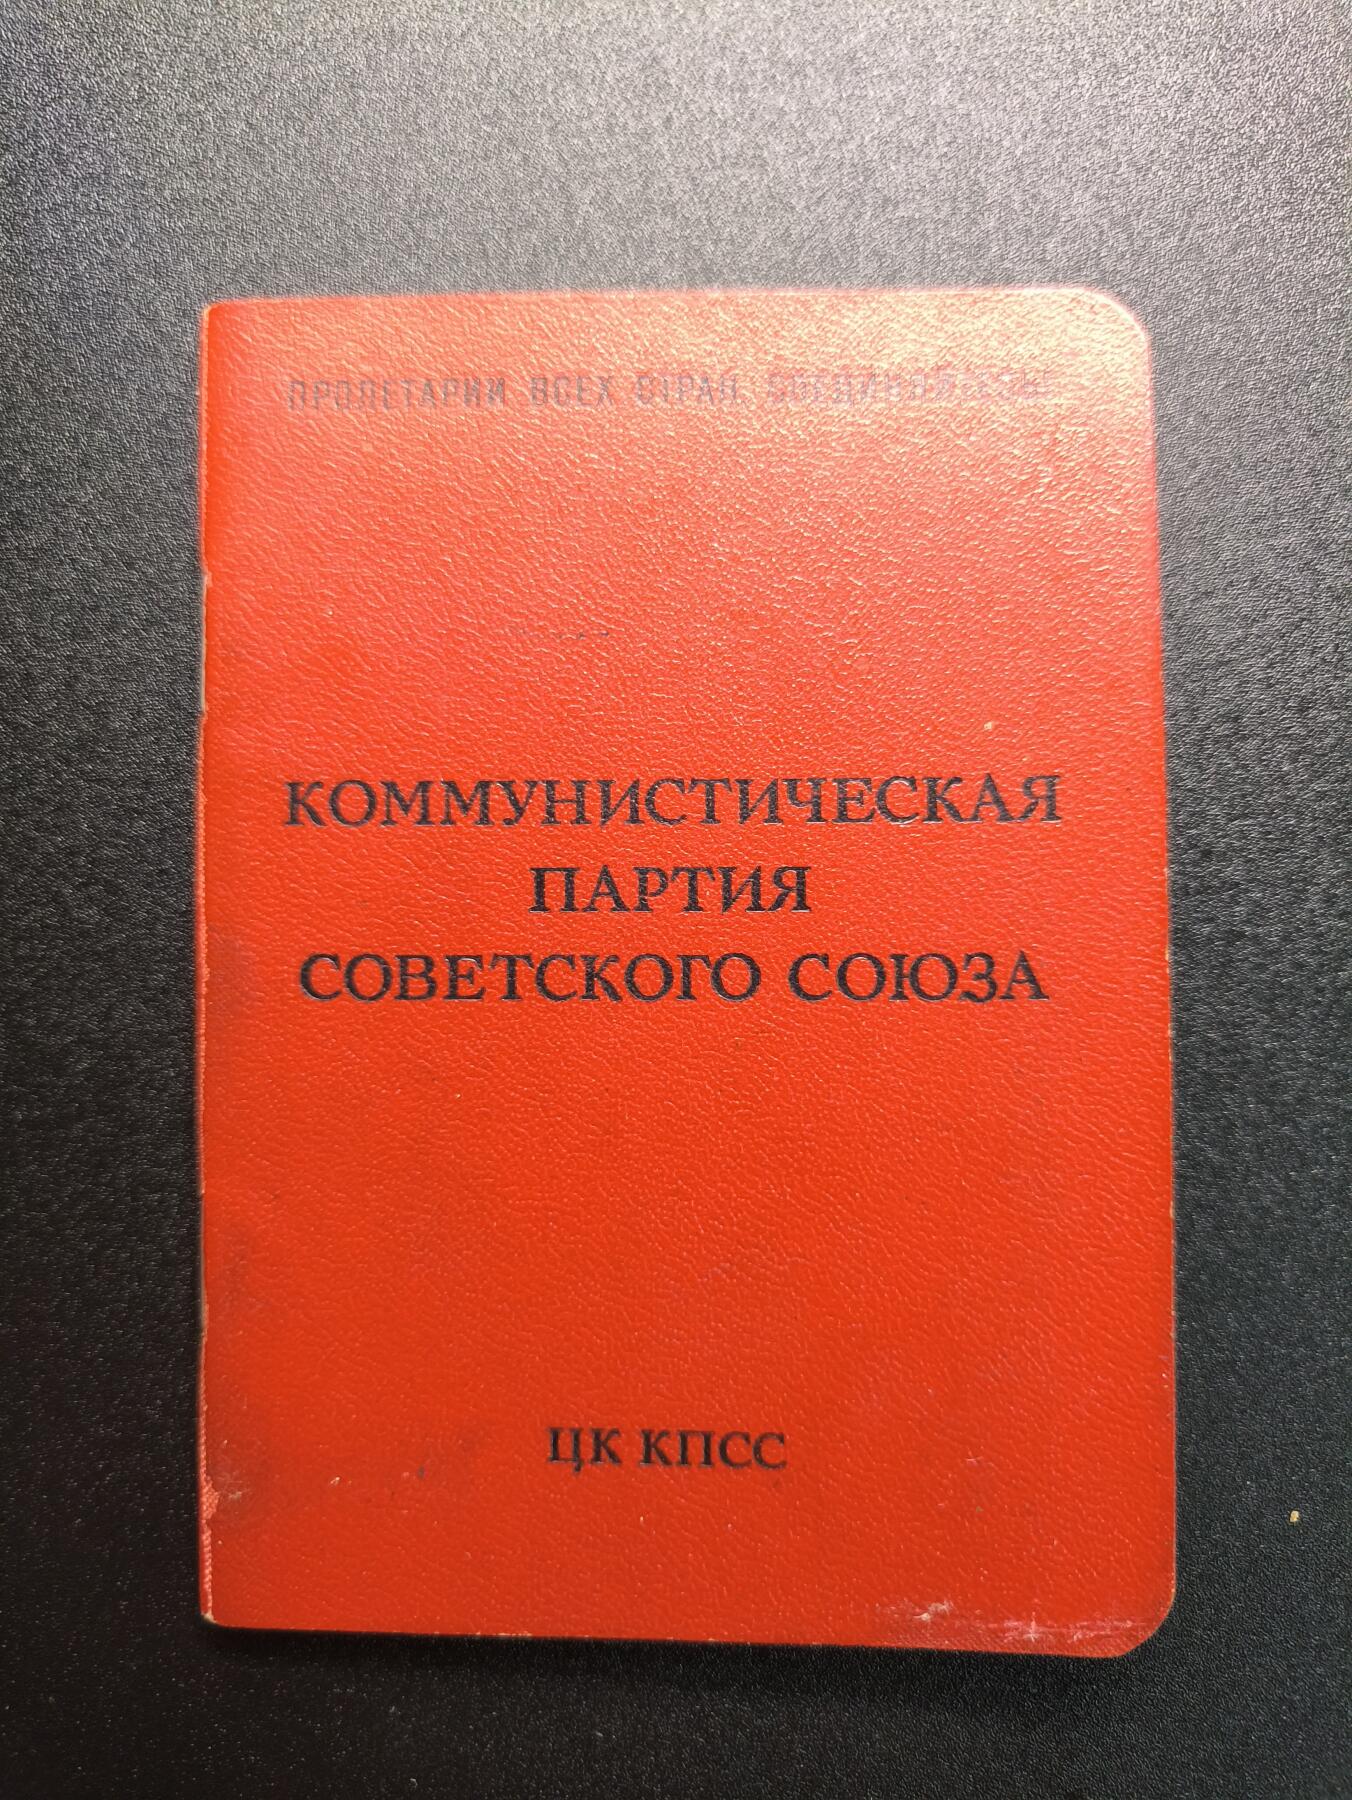 ПРОЛЕТАРИИ ВСЕХ СТРАН, СОЕДИНЯЙТЕСЬ!
КОММУНИСТИЧЕСКАЯ
ПАРТИЯ
СОВЕТСКОГО СОЮЗА
ЦК КПСС